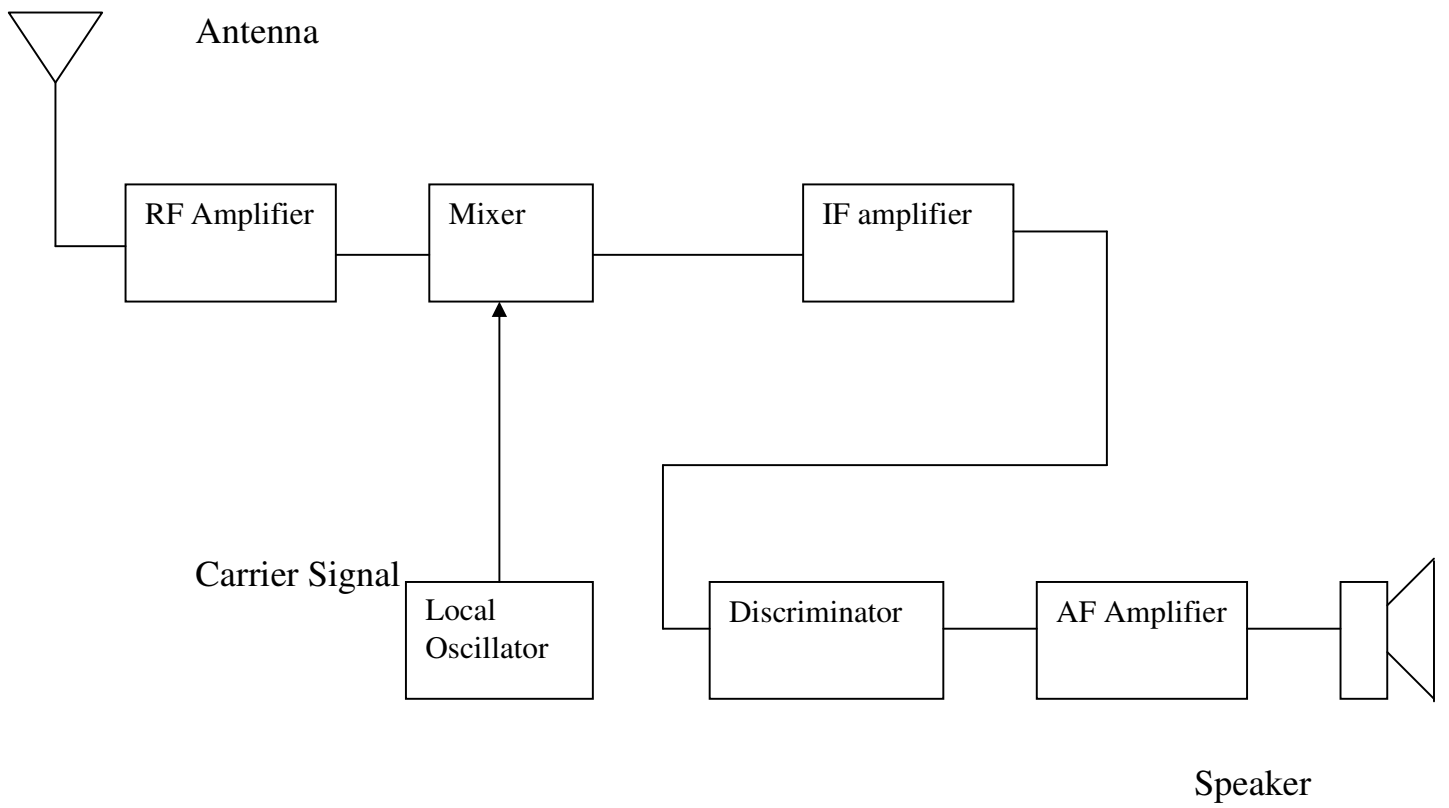 Antenna
RF Amplifier
Mixer
IF amplifier
Carrier Signal
Local
Oscillator
Discriminator
AF Amplifier
Speaker